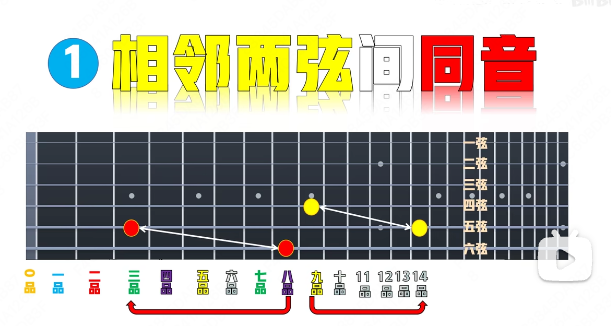 1 相邻两弦间同音
一弦
二弦
三弦
四弦
五弦
六弦
0品 一品 二品 三品 四品 五品 六品 七品 八品 九品 十品 11品 12品 13品 14品